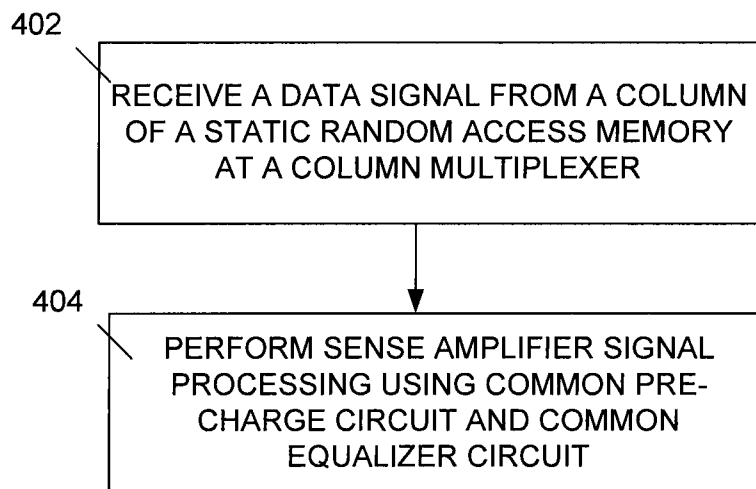 402
RECEIVE A DATA SIGNAL FROM A COLUMN
OF A STATIC RANDOM ACCESS MEMORY
AT A COLUMN MULTIPLEXER
404
PERFORM SENSE AMPLIFIER SIGNAL
PROCESSING USING COMMON PRE-
CHARGE CIRCUIT AND COMMON
EQUALIZER CIRCUIT